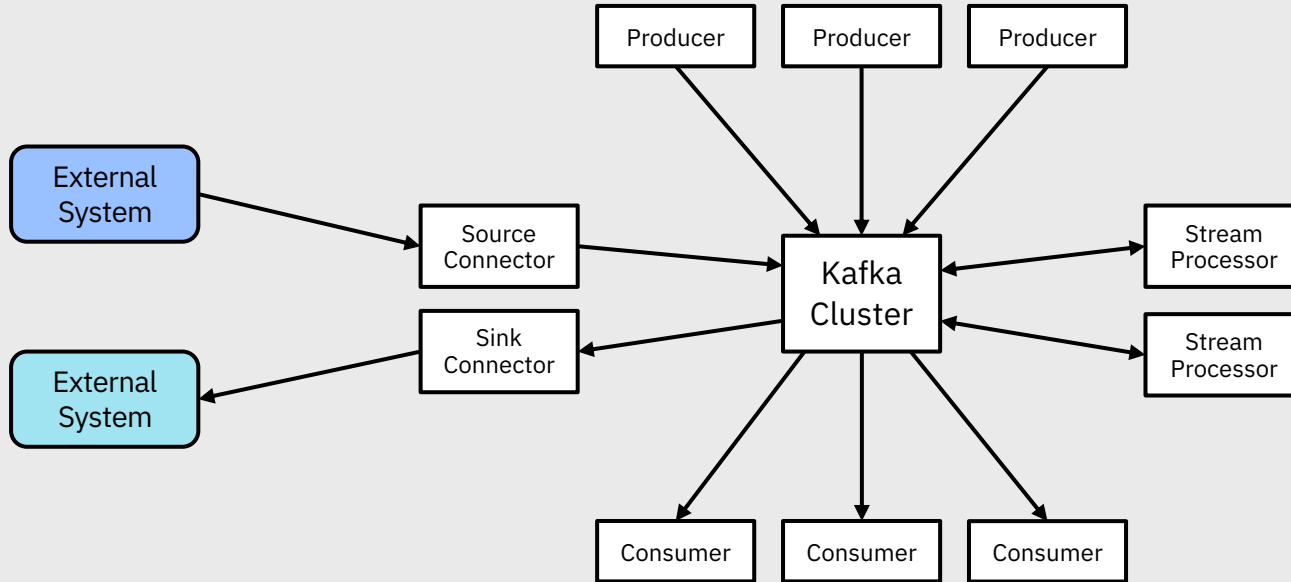 Producer
Producer
Producer
External
System
Source
Connector
Kafka
Cluster
Stream
Processor
Sink
Connector
Stream
Processor
External
System
Consumer
Consumer
Consumer